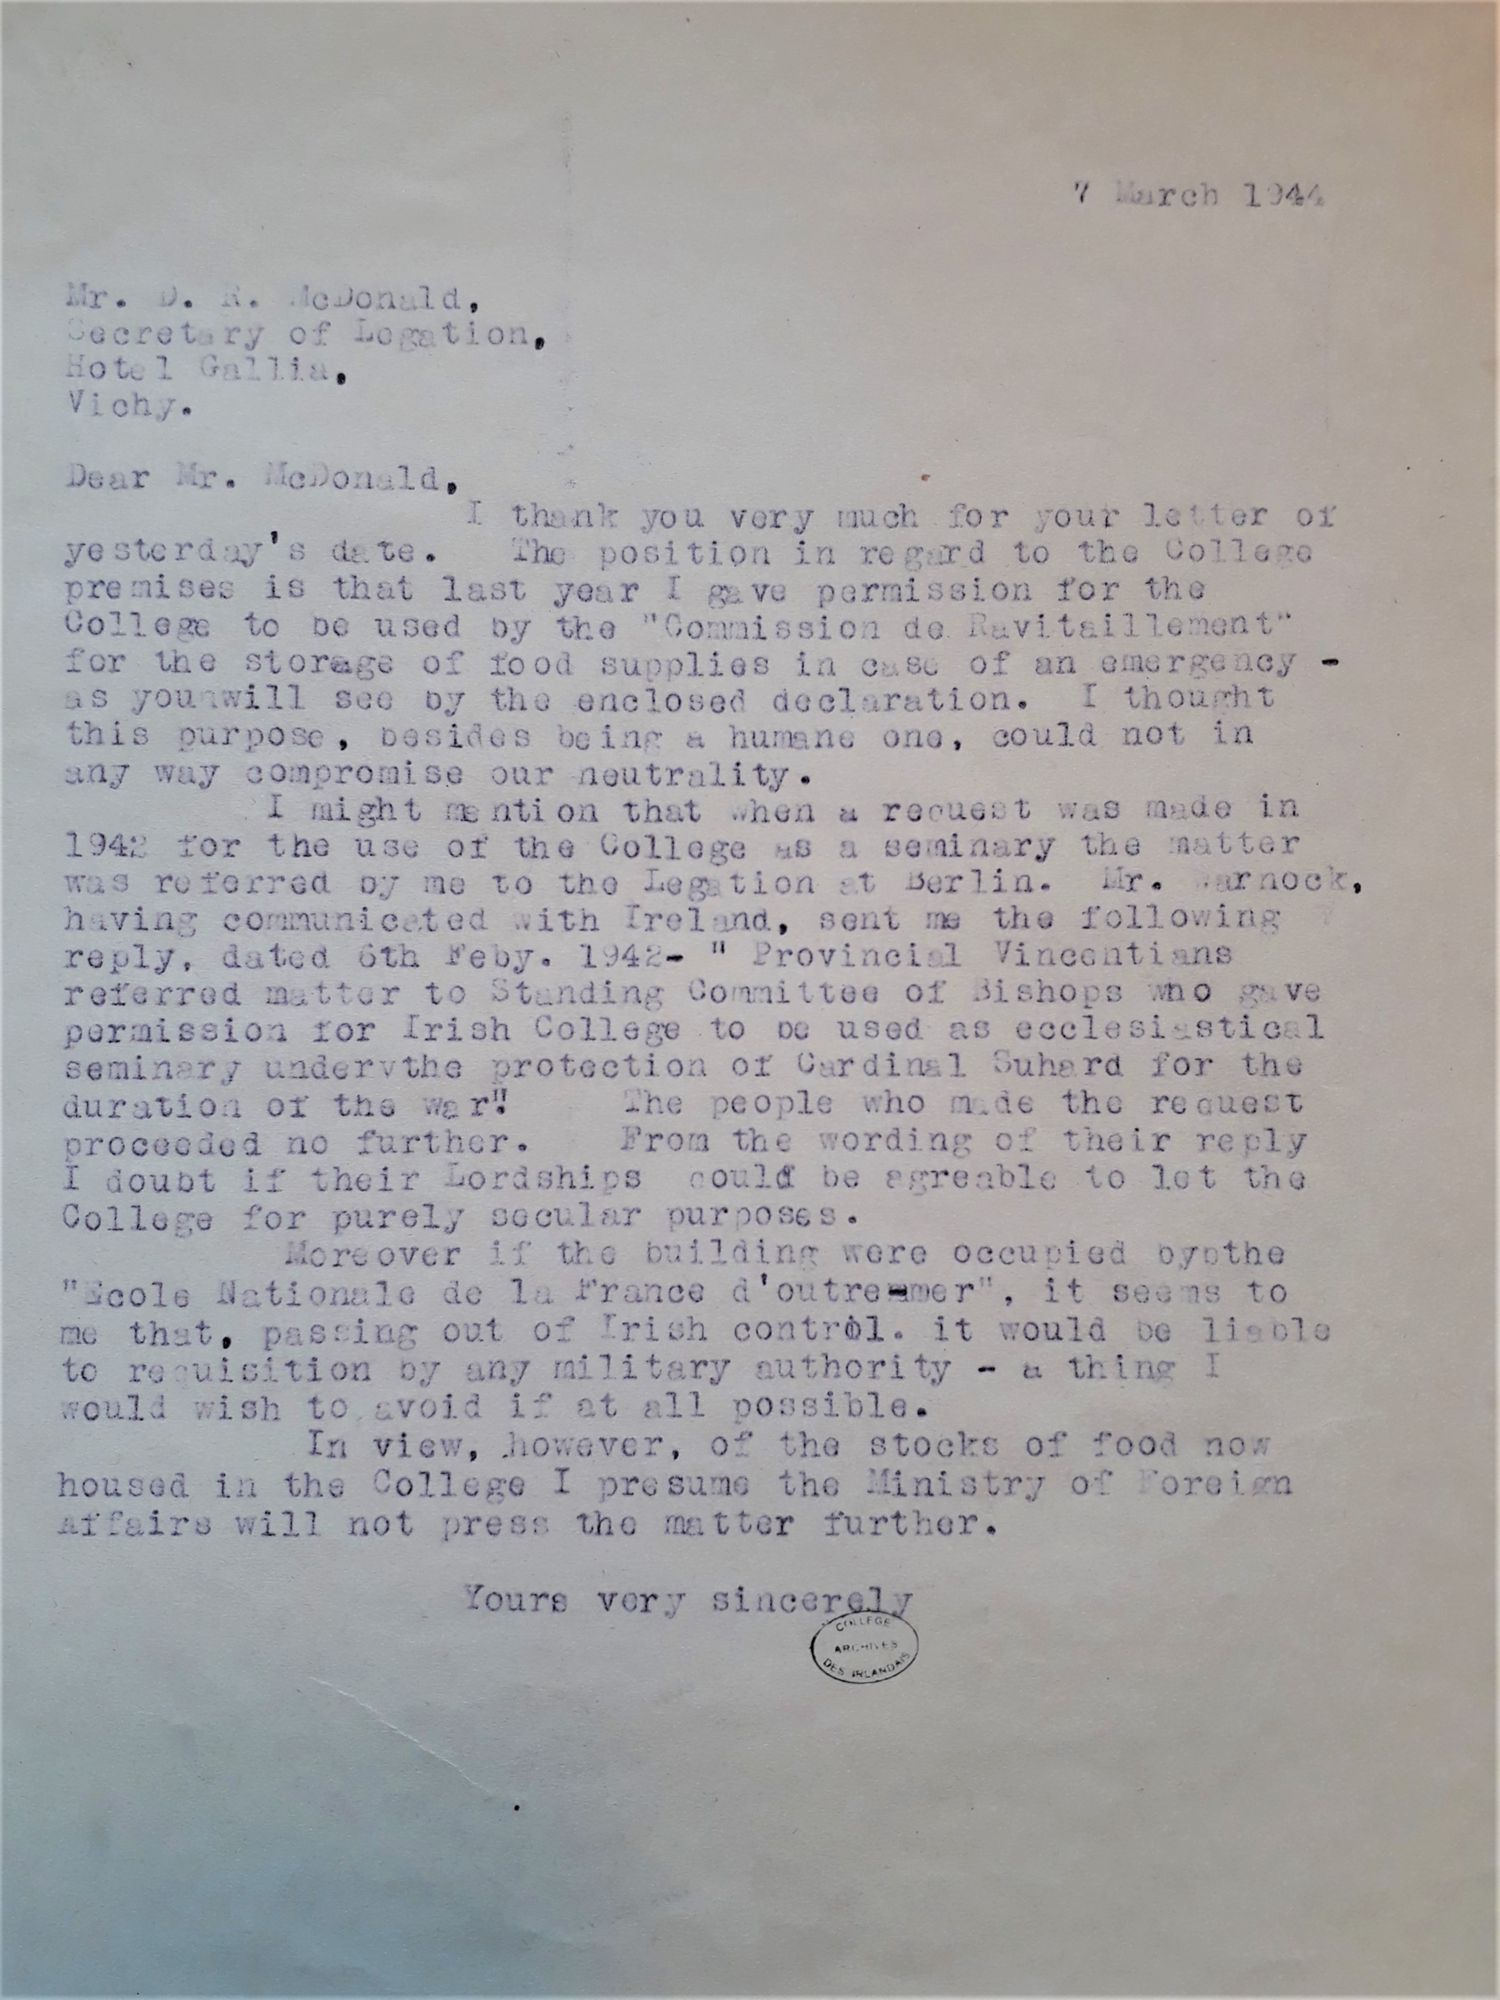 7 March 1944
Mr. D. R. McDonald,
Secretary of Legation,
Hotel Gallia,
Vichy.
Dear Mr. McDonald,
I thank you very much for your letter of
yesterday's date. The position in regard to the College
premises is that last year I gave permission for the
College to be used by the "Commission de Ravitaillement"
for the storage of food supplies in case of an emergency -
as you will see by the enclosed declaration. I thought
this purpose, besides being a humane one, could not in
any way compromise our neutrality.
I might mention that when a request was made in
1942 for the use of the College as a seminary the matter
was referred by me to the Legation at Berlin. Mr. Warnock,
having communicated with Ireland, sent me the following
reply, dated 6th Feby. 1942- " Provincial Vincentians
referred matter to Standing Committee of Bishops who gave
permission for Irish College to be used as ecclesiastical
seminary undervthe protection of Cardinal Suhard for the
duration of the war". The people who made the request
proceeded no further. From the wording of their reply
I doubt if their Lordships could be agreable to let the
College for purely secular purposes.
Moreover if the building were occupied by the
"Ecole Nationale de la France d'outre-mer", it seems to
me that, passing out of Irish control. it would be liable
to requisition by any military authority - a thing I
would wish to avoid if at all possible.
In view, however, of the stocks of food now
housed in the College I presume the Ministry of Foreign
Affairs will not press the matter further.
Yours very sincerely
COLLEGE
ARCHIVES
DES IRLANDAIS